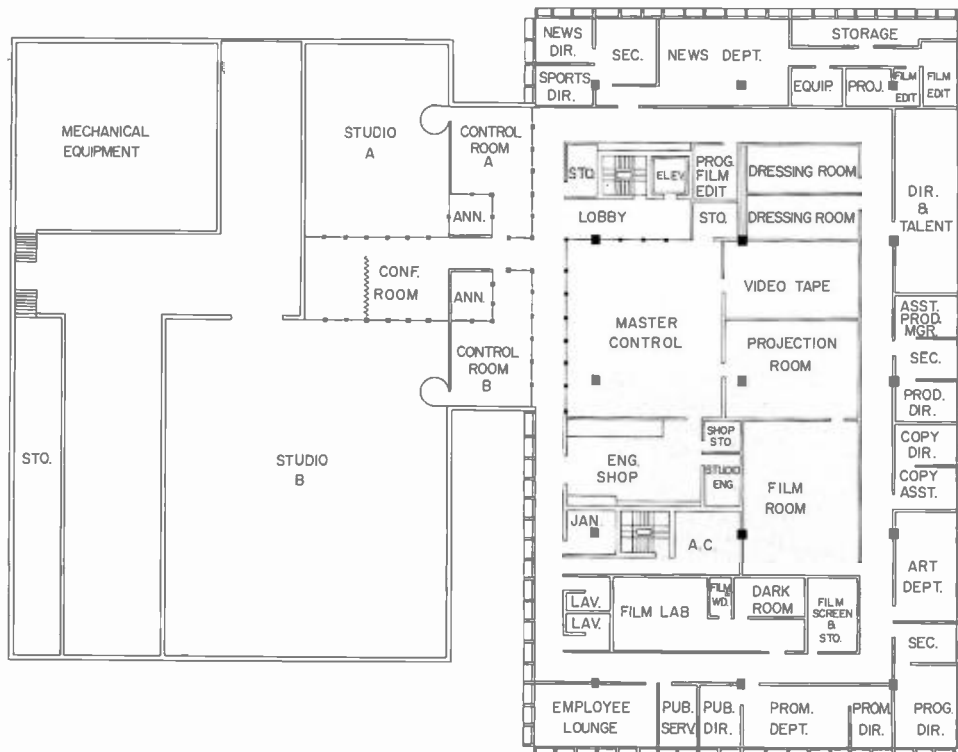 NEWS
DIR.
SEC.
NEWS DEPT.
STORAGE
SPORTS
DIR.
EQUIP.
PROJ.
FILM
EDIT
FILM
EDIT
MECHANICAL
EQUIPMENT
STUDIO
A
CONTROL
ROOM
A
ANN.
STO.
ELEV.
PROG.
FILM
EDIT
DRESSING ROOM
DIR.
&
TALENT
LOBBY
STO.
DRESSING ROOM
CONF.
ROOM
ANN.
CONTROL
ROOM
B
MASTER
CONTROL
VIDEO TAPE
PROJECTION
ROOM
ASST.
PROD.
MGR.
SEC.
PROD.
DIR.
STO.
STUDIO
B
ENG.
SHOP
SHOP
STO
STUDIO
ENG
FILM
ROOM
COPY
DIR.
COPY
ASST.
JAN.
A.C.
ART
DEPT.
LAV.
LAV.
FILM LAB
FILM
WD.
DARK
ROOM
FILM
SCREEN
&
STO.
SEC.
EMPLOYEE
LOUNGE
PUB.
SERV.
PUB.
DIR.
PROM.
DEPT.
PROM.
DIR.
PROG.
DIR.